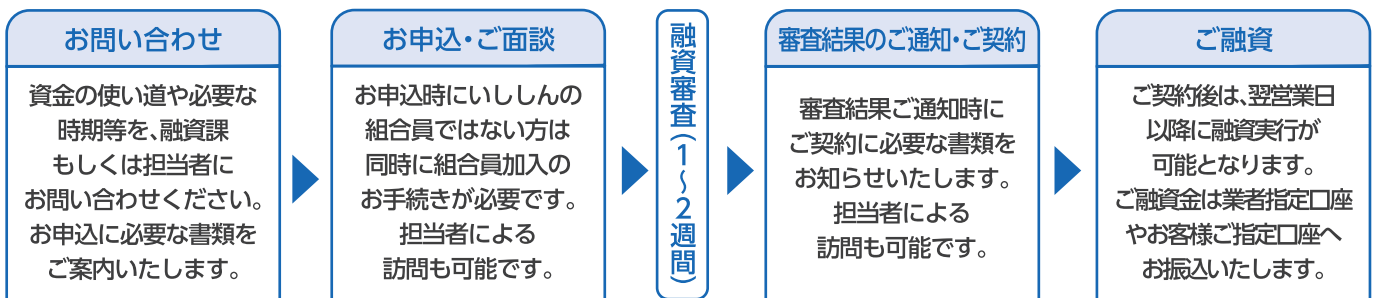 お問い合わせ
資金の使い道や必要な
時期等を、融資課
もしくは担当者に
お問い合わせください。
お申込に必要な書類を
ご案内いたします。
お申込・ご面談
お申込時にいししんの
組合員ではない方は
同時に組合員加入の
お手続きが必要です。
担当者による
訪問も可能です。
融資審査(1~2週間)
審査結果のご通知・ご契約
審査結果ご通知時に
ご契約に必要な書類を
お知らせいたします。
担当者による
訪問も可能です。
ご融資
ご契約後は、翌営業日
以降に融資実行が
可能となります。
ご融資金は業者指定口座
やお客様ご指定口座へ
お振込いたします。